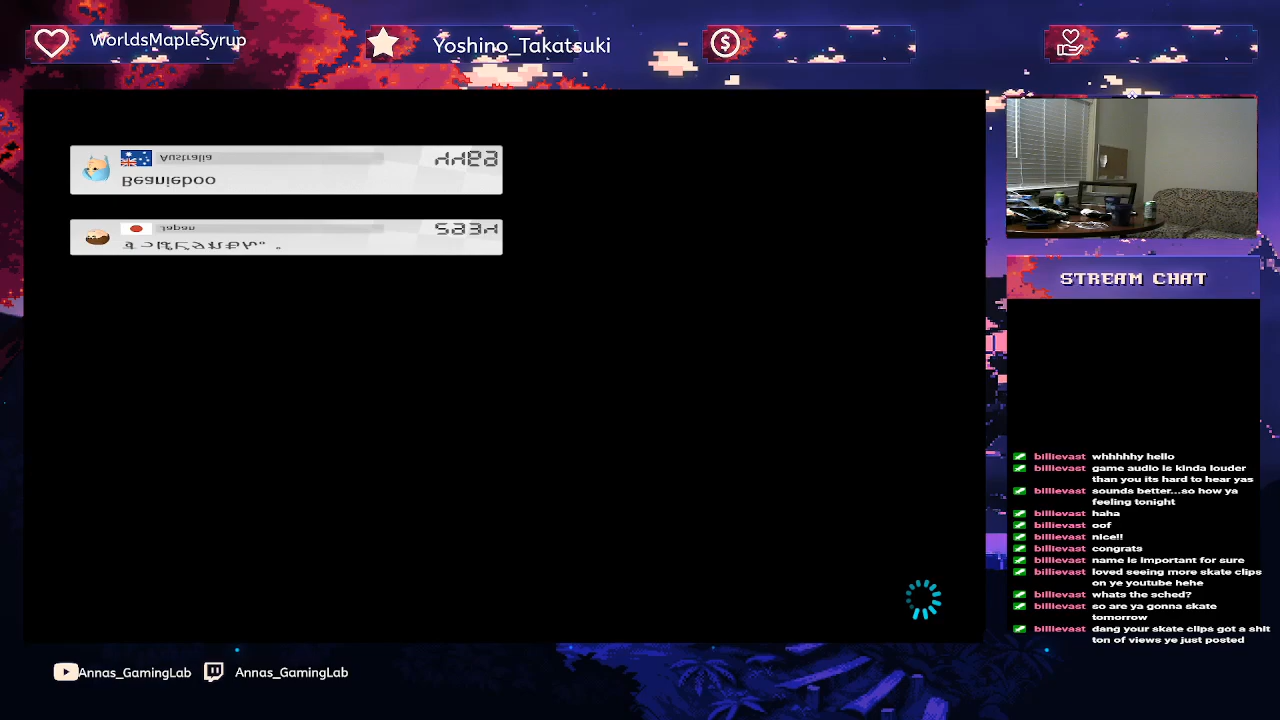 WorldsMapleSyrup
Yoshino_Takatsuki
Australia
Beanieboo
Japan
STREAM CHAT
billievast whhhhhy hello
billievast game audio is kinda louder
than you its hard to hear yas
billievast sounds better...so how ya
feeling tonight
billievast haha
billievast oof
billievast nice!!
billievast congrats
billievast name is important for sure
billievast loved seeing more skate clips
on ye youtube hehe
billievast whats the sched?
billievast so are ya gonna skate
tomorrow
billievast dang your skate clips got a shit
ton of views ye just posted
Annas_GamingLab
Annas_GamingLab